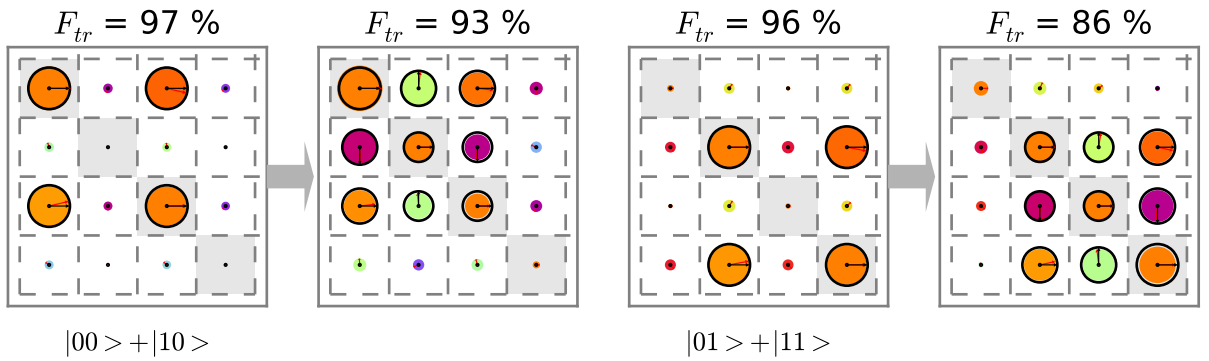 F_tr = 97 %
F_tr = 93 %
F_tr = 96 %
F_tr = 86 %
|00 > +|10 >
|01 > +|11 >